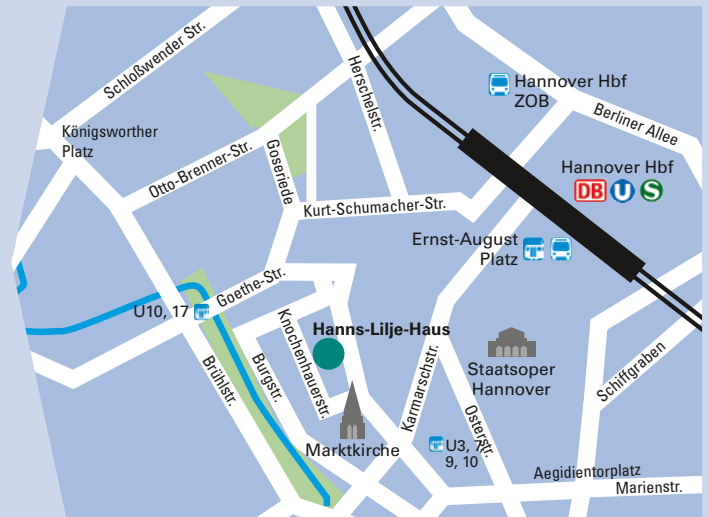 Schloßwender Str.
Herschelstr.
Hannover Hbf
ZOB
Berliner Allee
Königsworther
Platz
Otto-Brenner-Str.
Goseriede
Hannover Hbf
DB U S
Kurt-Schumacher-Str.
Ernst-August
Platz
Goethe-Str.
U10, 17
Knochenhauerstr.
Hanns-Lilje-Haus
Burgstr.
Brühlstr.
Karmarschstr.
Staatsoper
Hannover
Schiffgraben
Osterstr.
Marktkirche
U3, 7,
9, 10
Aegidientorplatz
Marienstr.